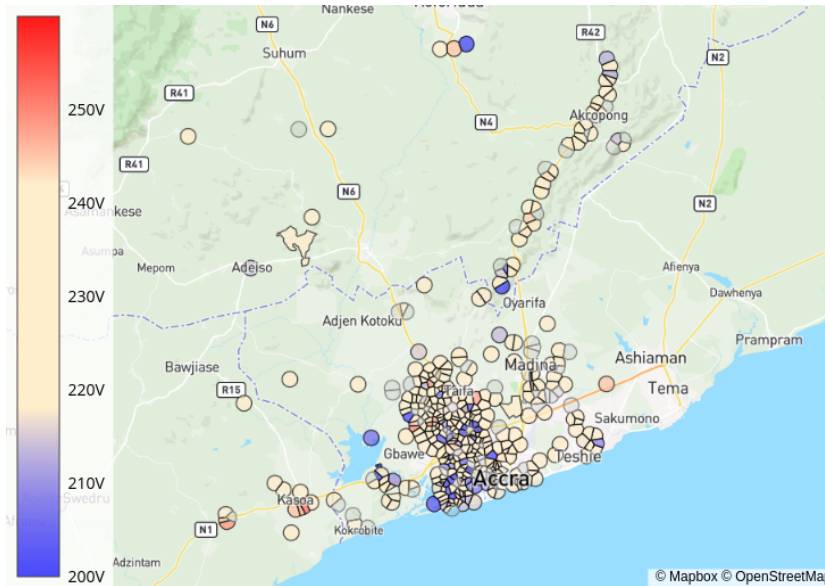 Nankese
N6
R42
Suhum
N2
250V
R41
N4
Akropong
R41
240V
N6
N2
Asamankese
Asumpa
Mepom
Adeiso
Afienya
230V
Dawhenya
Oyarifa
Adjen Kotoku
Prampram
Ashiaman
Bawjiase
Madina
220V
R15
Taifa
Tema
Sakumono
Gbawe
Teshie
210V
Accra
Swedru
Kasoa
N1
Kokrobite
Adzintam
200V
© Mapbox © OpenStreetMap